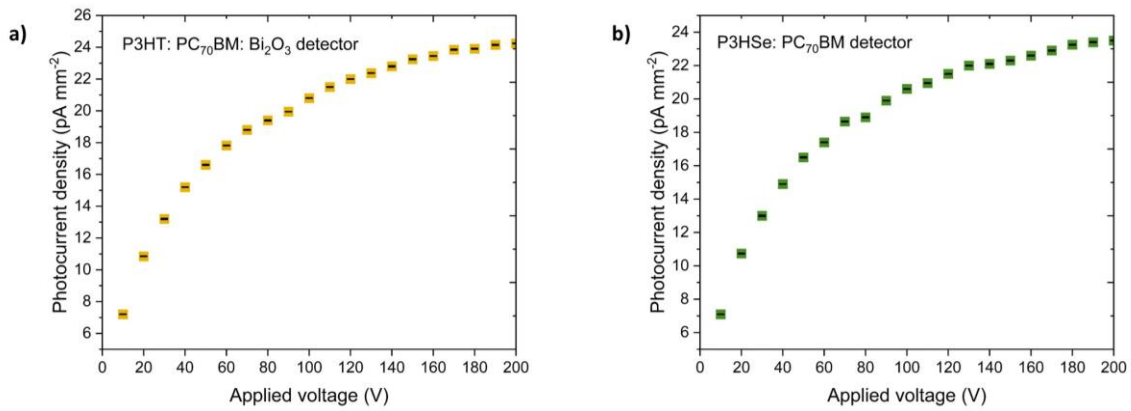 a)
P3HT: PC₇₀BM: Bi₂O₃ detector
Photocurrent density (pA mm⁻²)
26
24
22
20
18
16
14
12
10
8
6
0 20 40 60 80 100 120 140 160 180 200
Applied voltage (V)
b)
P3HSe: PC₇₀BM detector
Photocurrent density (pA mm⁻²)
24
22
20
18
16
14
12
10
8
6
0 20 40 60 80 100 120 140 160 180 200
Applied voltage (V)